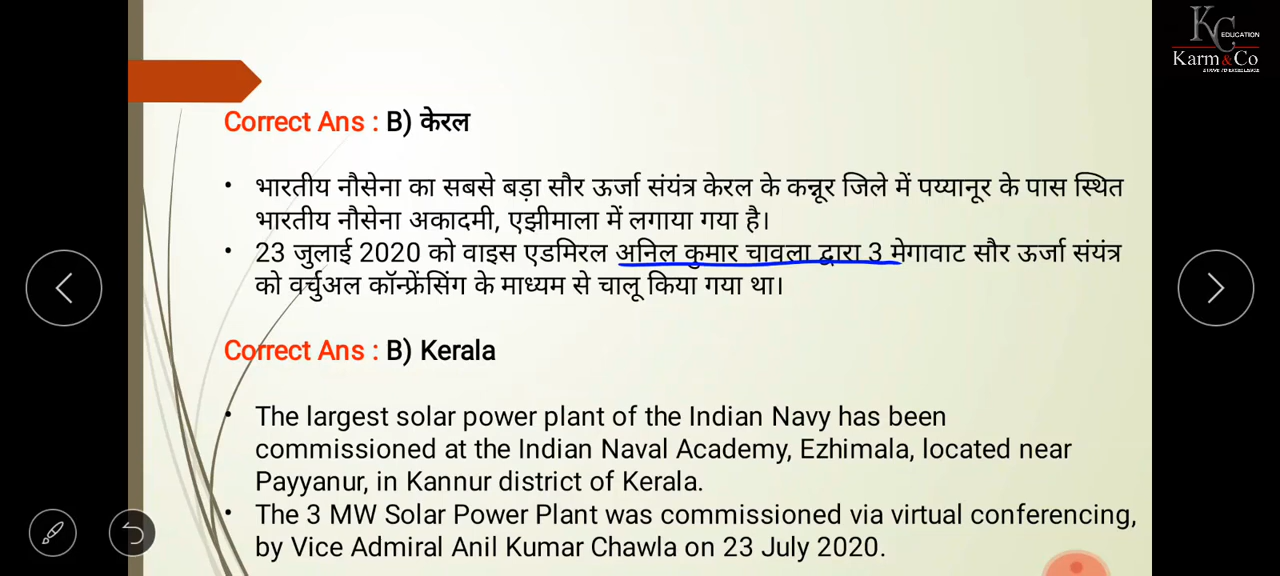 KC EDUCATION
Karm&Co
Correct Ans : B) केरल
• भारतीय नौसेना का सबसे बड़ा सौर ऊर्जा संयंत्र केरल के कन्नूर जिले में पय्यानूर के पास स्थित
भारतीय नौसेना अकादमी, एझीमाला में लगाया गया है।
• 23 जुलाई 2020 को वाइस एडमिरल अनिल कुमार चावला द्वारा 3 मेगावाट सौर ऊर्जा संयंत्र
को वर्चुअल कॉन्फ्रेंसिंग के माध्यम से चालू किया गया था।
Correct Ans : B) Kerala
• The largest solar power plant of the Indian Navy has been
commissioned at the Indian Naval Academy, Ezhimala, located near
Payyanur, in Kannur district of Kerala.
• The 3 MW Solar Power Plant was commissioned via virtual conferencing,
by Vice Admiral Anil Kumar Chawla on 23 July 2020.